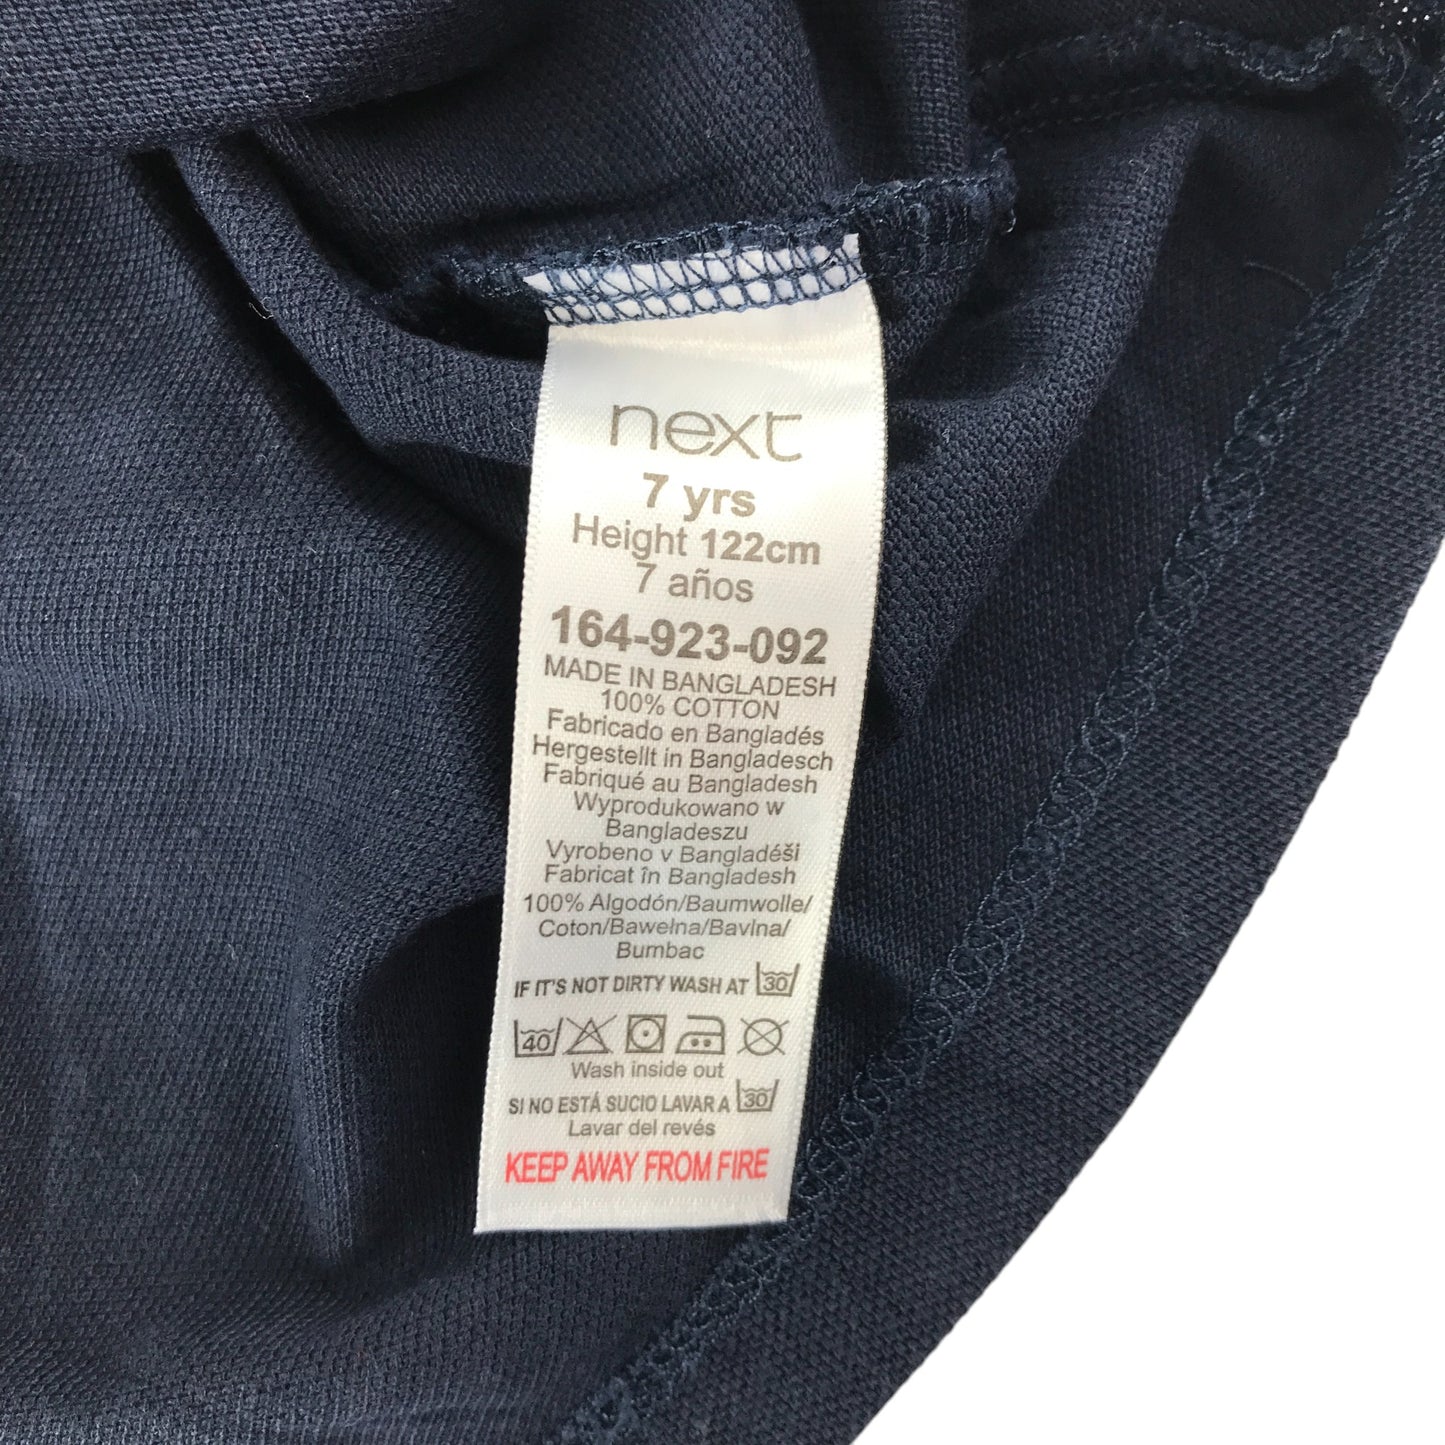 next
7 yrs
Height 122cm
7 años
164-923-092
MADE IN BANGLADESH
100% COTTON
Fabricado en Bangladés
Hergestellt in Bangladesch
Fabriqué au Bangladesh
Wyprodukowano w
Bangladeszu
Vyrobeno v Bangladéši
Fabricat în Bangladesh
100% Algodón/Baumwolle/
Coton/Bawełna/Bavlna/
Bumbac
IF IT'S NOT DIRTY WASH AT 30
40
Wash inside out
SI NO ESTÁ SUCIO LAVAR A 30
Lavar del revés
KEEP AWAY FROM FIRE